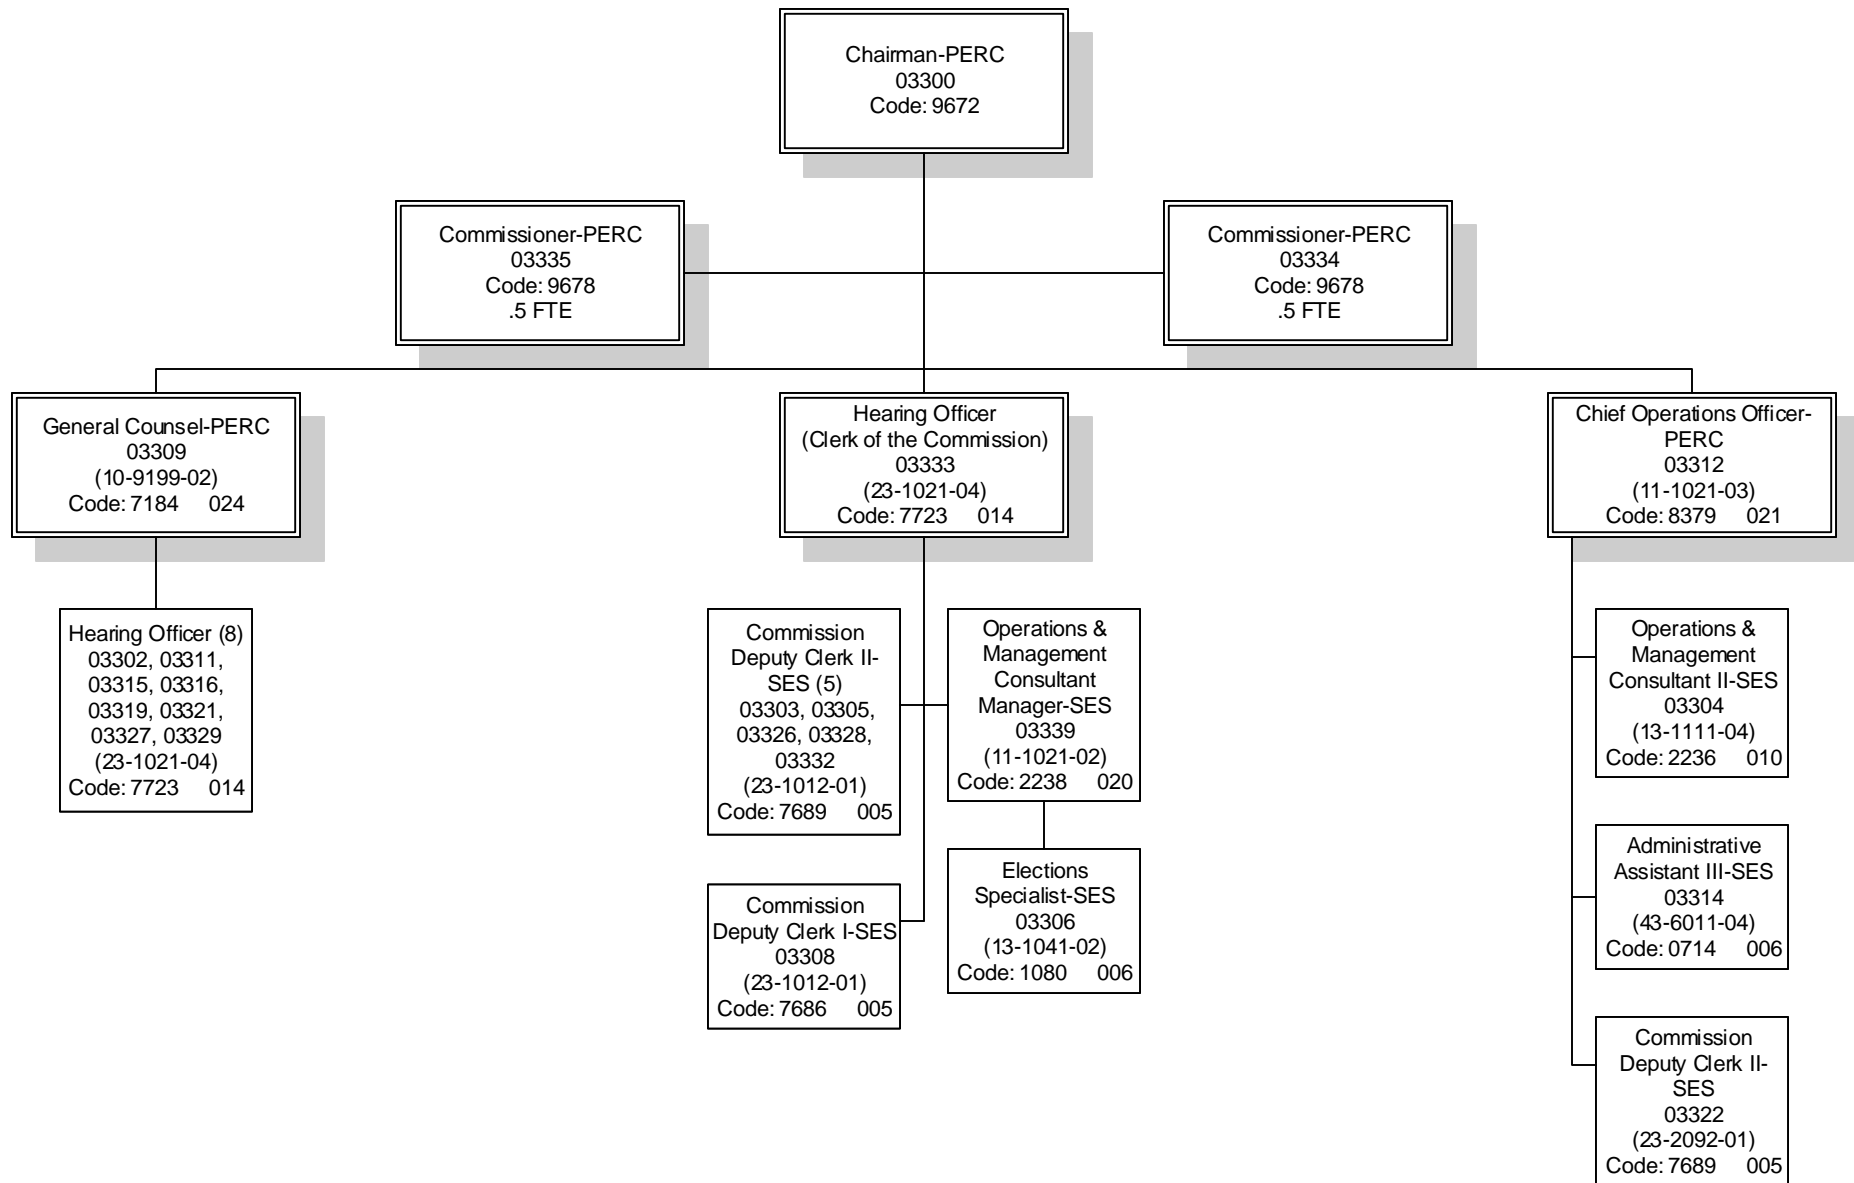 Chairman-PERC
03300
Code: 9672
Commissioner-PERC
03335
Code: 9678
.5 FTE
Commissioner-PERC
03334
Code: 9678
.5 FTE
General Counsel-PERC
03309
(10-9199-02)
Code: 7184 024
Hearing Officer
(Clerk of the Commission)
03333
(23-1021-04)
Code: 7723 014
Chief Operations Officer-
PERC
03312
(11-1021-03)
Code: 8379 021
Hearing Officer (8)
03302, 03311,
03315, 03316,
03319, 03321,
03327, 03329
(23-1021-04)
Code: 7723 014
Commission
Deputy Clerk II-
SES (5)
03303, 03305,
03326, 03328,
03332
(23-1012-01)
Code: 7689 005
Operations &
Management
Consultant
Manager-SES
03339
(11-1021-02)
Code: 2238 020
Commission
Deputy Clerk I-SES
03308
(23-1012-01)
Code: 7686 005
Elections
Specialist-SES
03306
(13-1041-02)
Code: 1080 006
Operations &
Management
Consultant II-SES
03304
(13-1111-04)
Code: 2236 010
Administrative
Assistant III-SES
03314
(43-6011-04)
Code: 0714 006
Commission
Deputy Clerk II-
SES
03322
(23-2092-01)
Code: 7689 005